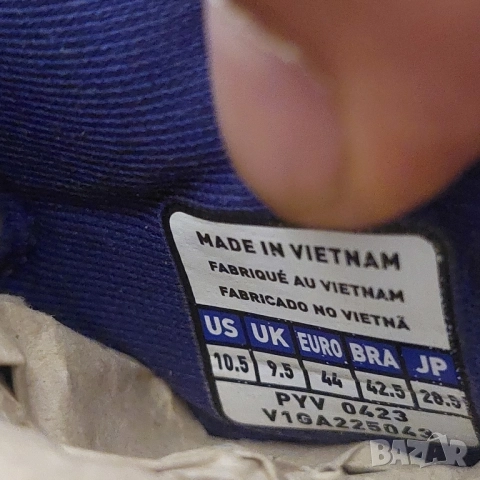 MADE IN VIETNAM
FABRIQUÉ AU VIETNAM
FABRICADO NO VIETNÃ
US UK EURO BRA JP
10.5 9.5 44 42.5 28.5
PYV 0423
V1GA225043
BAZAR